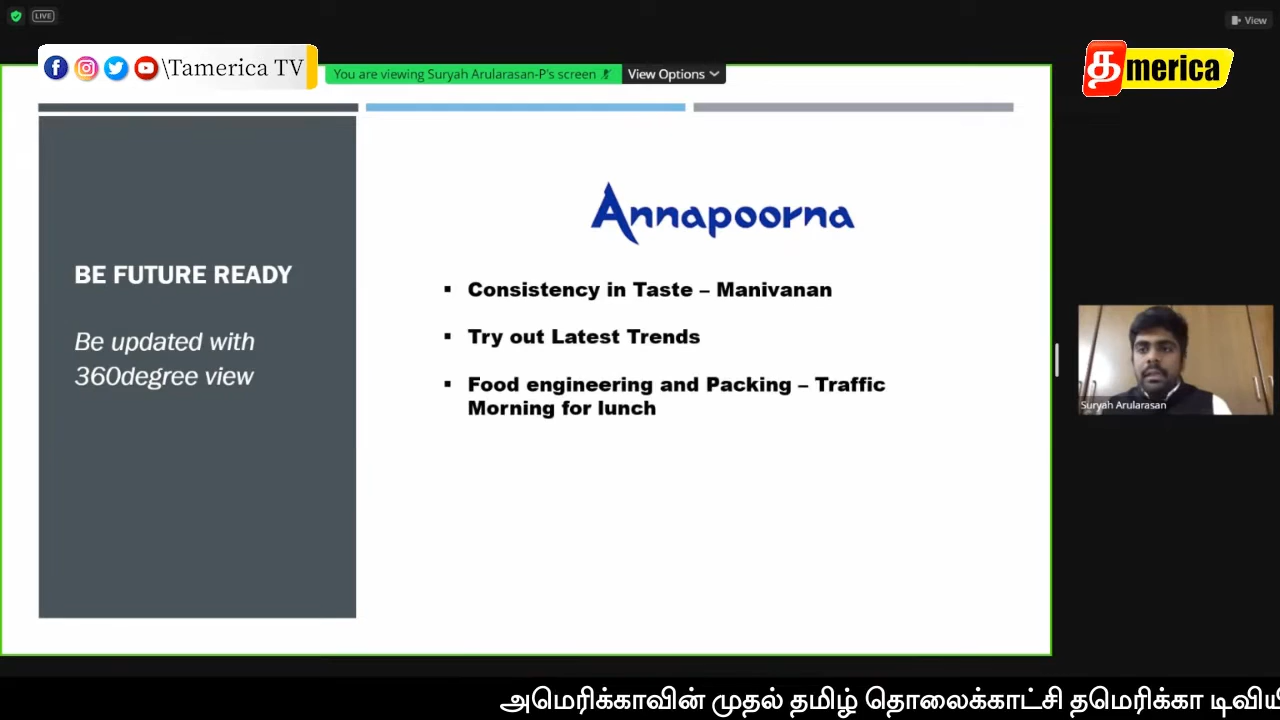 LIVE
View
\Tamerica TV
You are viewing Suryah Arularasan-P's screen
View Options
தmerica
Annapoorna
BE FUTURE READY
Be updated with
360degree view
▪ Consistency in Taste – Manivanan
▪ Try out Latest Trends
▪ Food engineering and Packing – Traffic
Morning for lunch
Suryah Arularasan
அமெரிக்காவின் முதல் தமிழ் தொலைக்காட்சி தமெரிக்கா